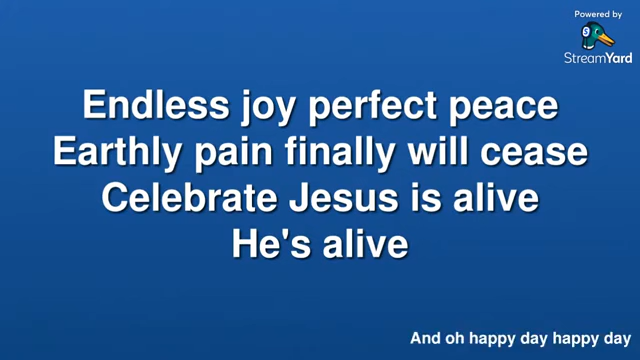 Powered by
StreamYard
Endless joy perfect peace
Earthly pain finally will cease
Celebrate Jesus is alive
He's alive
And oh happy day happy day